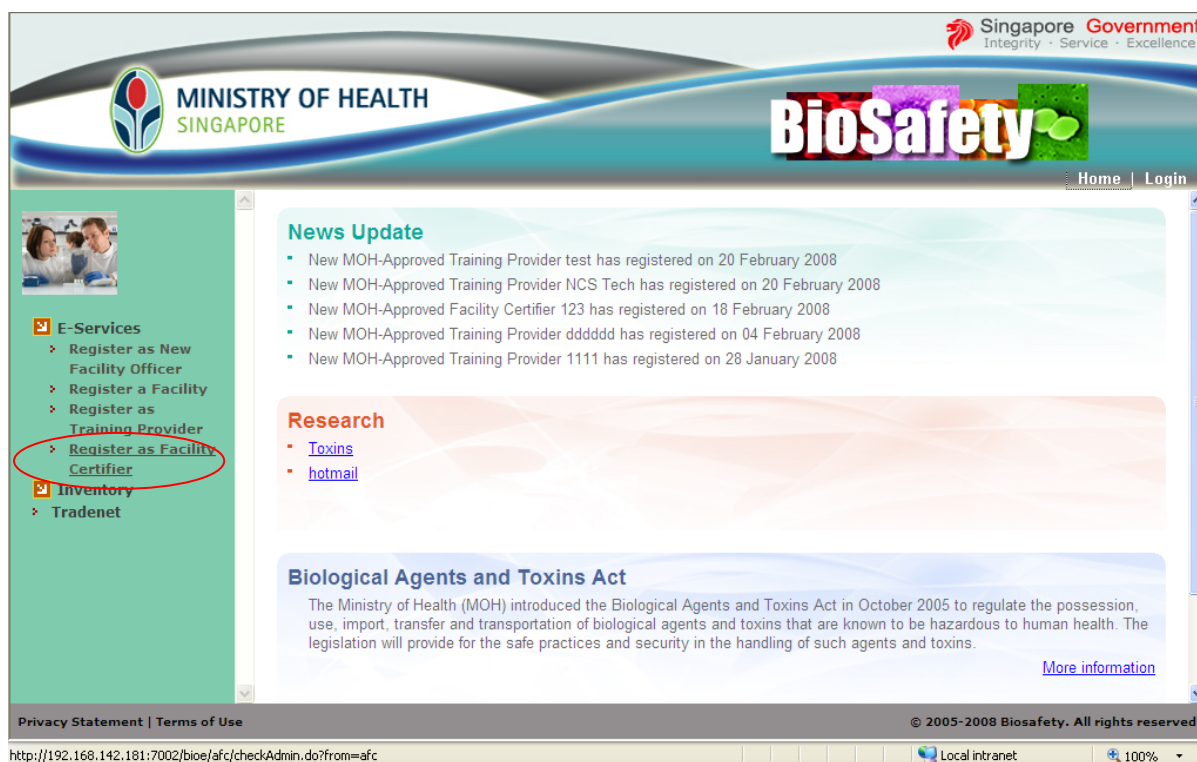 Singapore Government
Integrity · Service · Excellence
MINISTRY OF HEALTH
SINGAPORE
BioSafety
Home | Login
News Update
New MOH-Approved Training Provider test has registered on 20 February 2008
New MOH-Approved Training Provider NCS Tech has registered on 20 February 2008
New MOH-Approved Facility Certifier 123 has registered on 18 February 2008
New MOH-Approved Training Provider dddddd has registered on 04 February 2008
New MOH-Approved Training Provider 1111 has registered on 28 January 2008
E-Services
Register as New
Facility Officer
Register a Facility
Register as
Training Provider
Register as Facility
Certifier
Inventory
Tradenet
Research
Toxins
hotmail
Biological Agents and Toxins Act
The Ministry of Health (MOH) introduced the Biological Agents and Toxins Act in October 2005 to regulate the possession,
use, import, transfer and transportation of biological agents and toxins that are known to be hazardous to human health. The
legislation will provide for the safe practices and security in the handling of such agents and toxins.
More information
Privacy Statement | Terms of Use
© 2005-2008 Biosafety. All rights reserved
http://192.168.142.181:7002/bioe/afc/checkAdmin.do?from=afc
Local intranet
100%